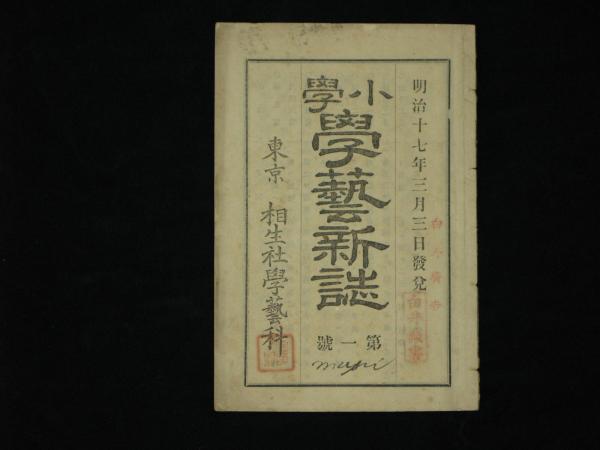 明治十七年三月三日發兌
小學
學藝新誌
第一號
東京 相生社學藝科